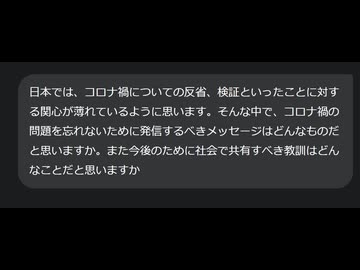 日本では、コロナ禍についての反省、検証といったことに対す
る関心が薄れているように思います。そんな中で、コロナ禍の
問題を忘れないために発信するべきメッセージはどんなものだ
と思いますか。また今後のために社会で共有すべき教訓はどん
なことだと思いますか